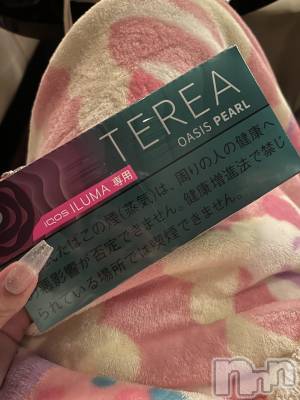 TEREA
OASIS PEARL
IQOS ILUMA 専用
たはこの煙(蒸気)は、周りの人の健康へ
悪影響が否定できません。健康増進法で禁じ
られている場所では喫煙できません。